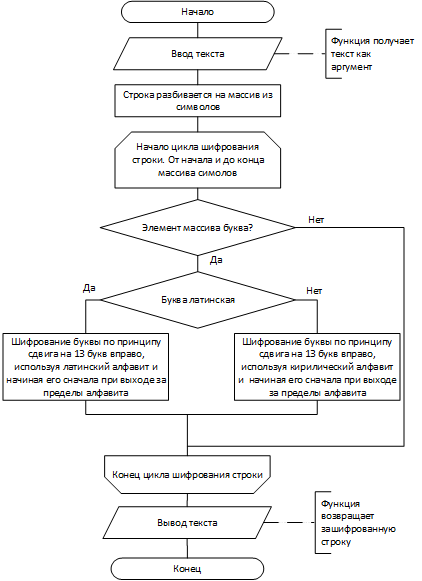 Начало
Ввод текста
Функция получает
текст как
аргумент
Строка разбивается на массив из
символов
Начало цикла шифрования
строки. От начала и до конца
массива симолов
Элемент массива буква?
Нет
Да
Да
Буква латинская
Нет
Шифрование буквы по принципу
сдвига на 13 букв вправо,
используя латинский алфавит и
начиная его сначала при выходе за
пределы алфавита
Шифрование буквы по принципу
сдвига на 13 букв вправо,
используя кирилический алфавит
и начиная его сначала при выходе
за пределы алфавита
Конец цикла шифрования строки
Вывод текста
Функция
возвращает
зашифрованную
строку
Конец